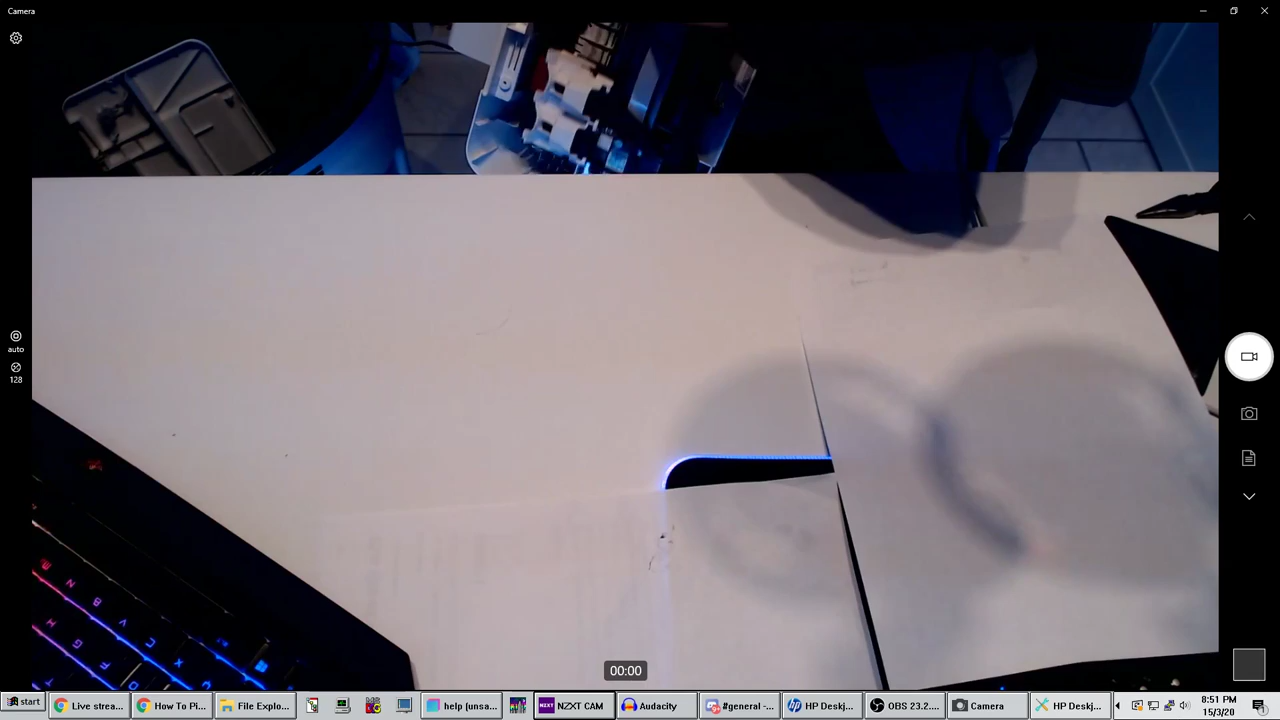 Camera
auto
128
M
N
B
V
C
X
H
G
F
00:00
start
Live strea...
How To Pi...
File Explo...
help (unsa...
NZXT
NZXT CAM
Audacity
#general -...
HP Deskj...
OBS 23.2....
Camera
HP Deskj...
8:51 PM
15/3/20